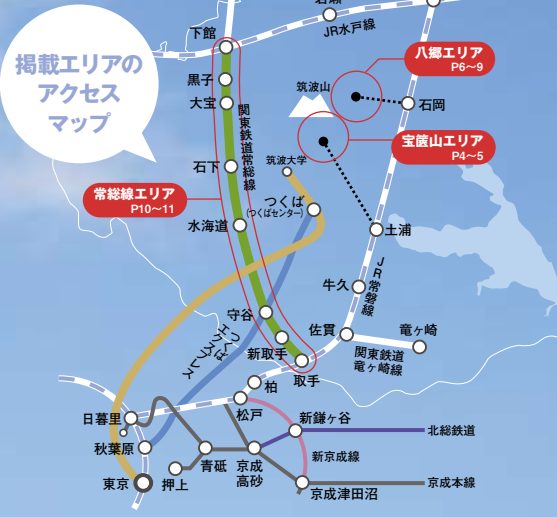 掲載エリアの
アクセス
マップ
下館
JR水戸線
八郷エリア
P6〜9
黒子
筑波山
大宝
石岡
関東鉄道常総線
宝篋山エリア
P4〜5
石下
筑波大学
常総線エリア
P10〜11
つくば
(つくばセンター)
水海道
土浦
JR常磐線
牛久
守谷
つくば
エクスプレス
佐貫
竜ヶ崎
新取手
関東鉄道
竜ヶ崎線
取手
柏
松戸
日暮里
新鎌ヶ谷
北総鉄道
秋葉原
新京成線
青砥
京成
高砂
東京
押上
京成津田沼
京成本線